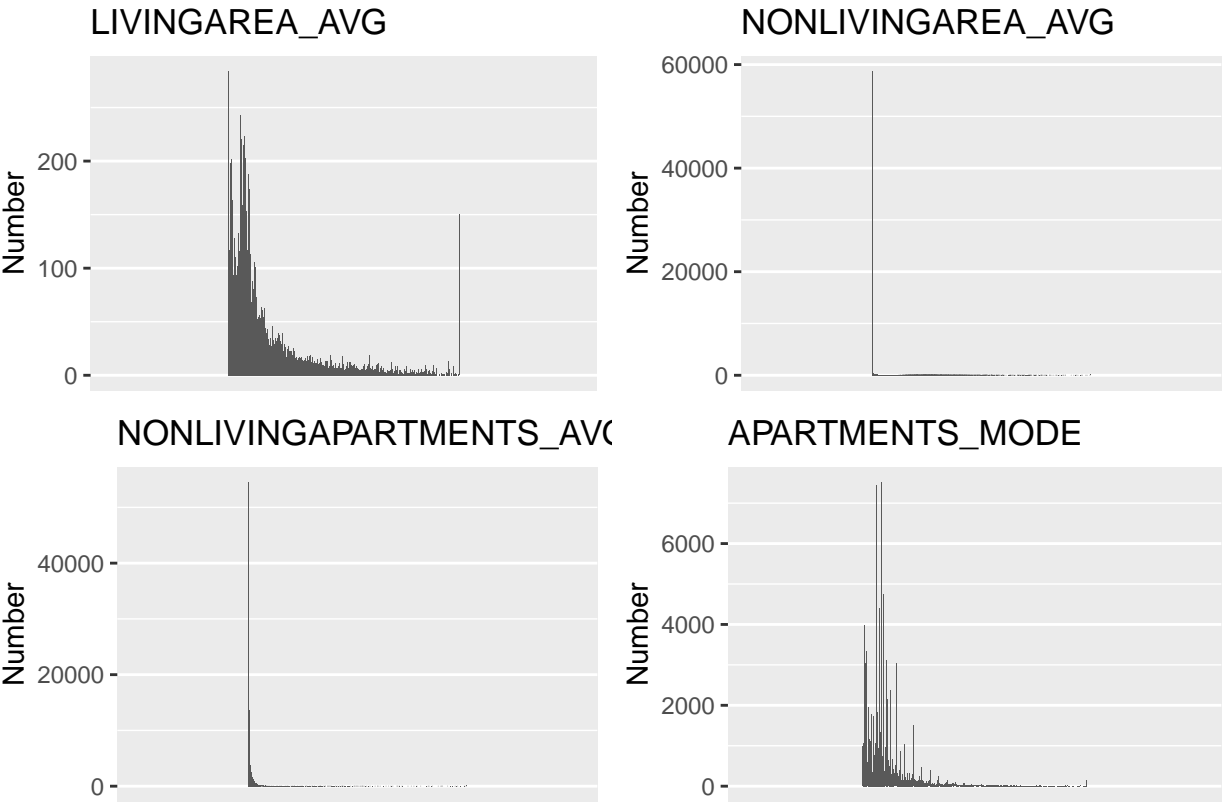 LIVINGAREA_AVG
Number
200
100
0
NONLIVINGAREA_AVG
Number
60000
40000
20000
0
NONLIVINGAPARTMENTS_AVG
Number
40000
20000
0
APARTMENTS_MODE
Number
6000
4000
2000
0